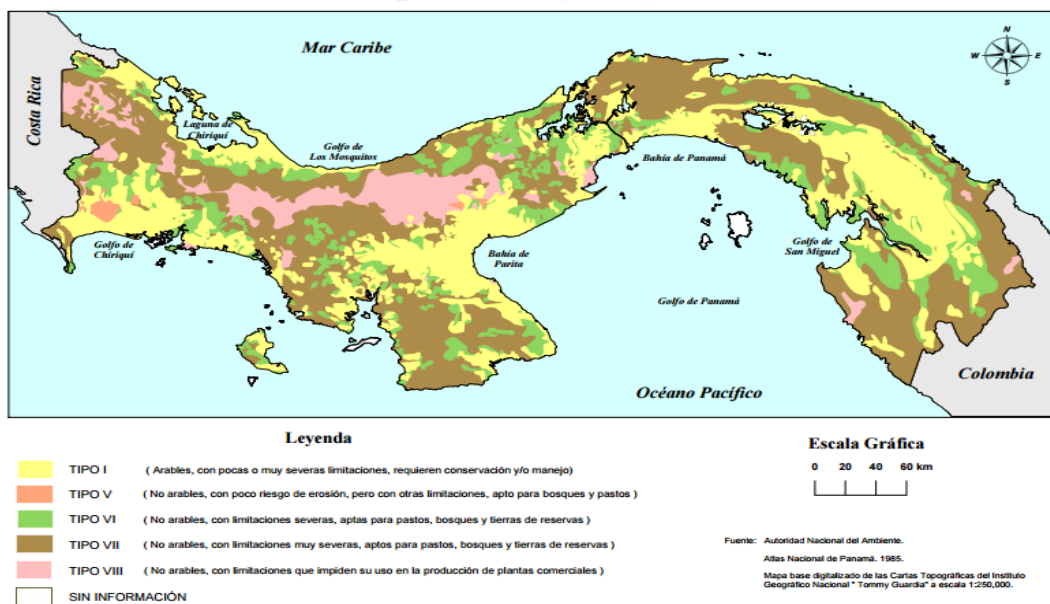 Mar Caribe
N
W
E
S
Costa Rica
Laguna de
Chiriquí
Golfo de
Los Mosquitos
Bahía de Panamá
Golfo de
Chiriquí
Bahía de
Parita
Golfo de
San Miguel
Golfo de Panamá
Colombia
Océano Pacífico
Leyenda
TIPO I ( Arables, con pocas o muy severas limitaciones, requieren conservación y/o manejo)
TIPO V ( No arables, con poco riesgo de erosión, pero con otras limitaciones, apto para bosques y pastos )
TIPO VI ( No arables, con limitaciones severas, aptas para pastos, bosques y tierras de reservas )
TIPO VII ( No arables, con limitaciones muy severas, aptos para pastos, bosques y tierras de reservas )
TIPO VIII ( No arables, con limitaciones que impiden su uso en la producción de plantas comerciales )
SIN INFORMACIÓN
Escala Gráfica
0 20 40 60 km
Fuente: Autoridad Nacional del Ambiente.
Atlas Nacional de Panamá. 1985.
Mapa base digitalizado de las Cartas Topográficas del Instituto
Geográfico Nacional " Tommy Guardia" a escala 1:250,000.